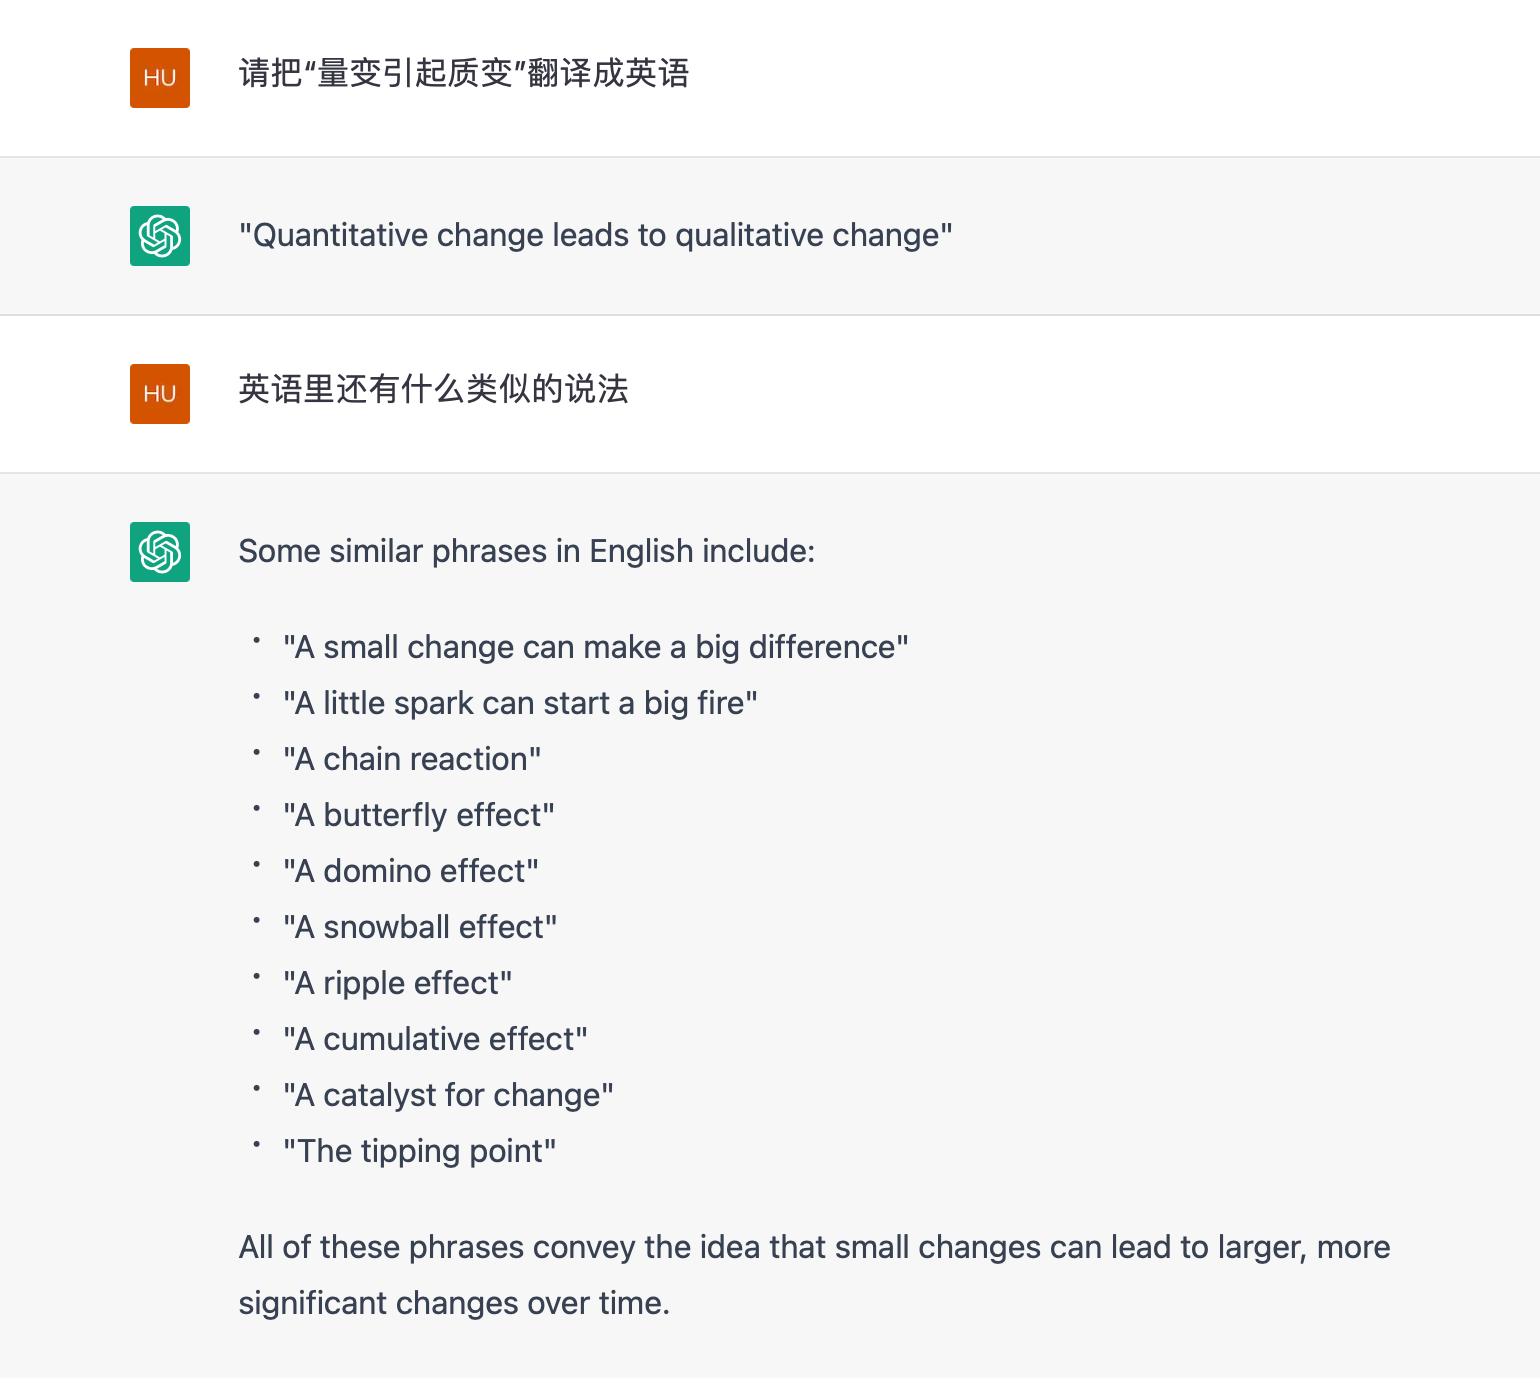 HU
请把“量变引起质变”翻译成英语
"Quantitative change leads to qualitative change"
HU
英语里还有什么类似的说法
Some similar phrases in English include:
• "A small change can make a big difference"
• "A little spark can start a big fire"
• "A chain reaction"
• "A butterfly effect"
• "A domino effect"
• "A snowball effect"
• "A ripple effect"
• "A cumulative effect"
• "A catalyst for change"
• "The tipping point"
All of these phrases convey the idea that small changes can lead to larger, more
significant changes over time.